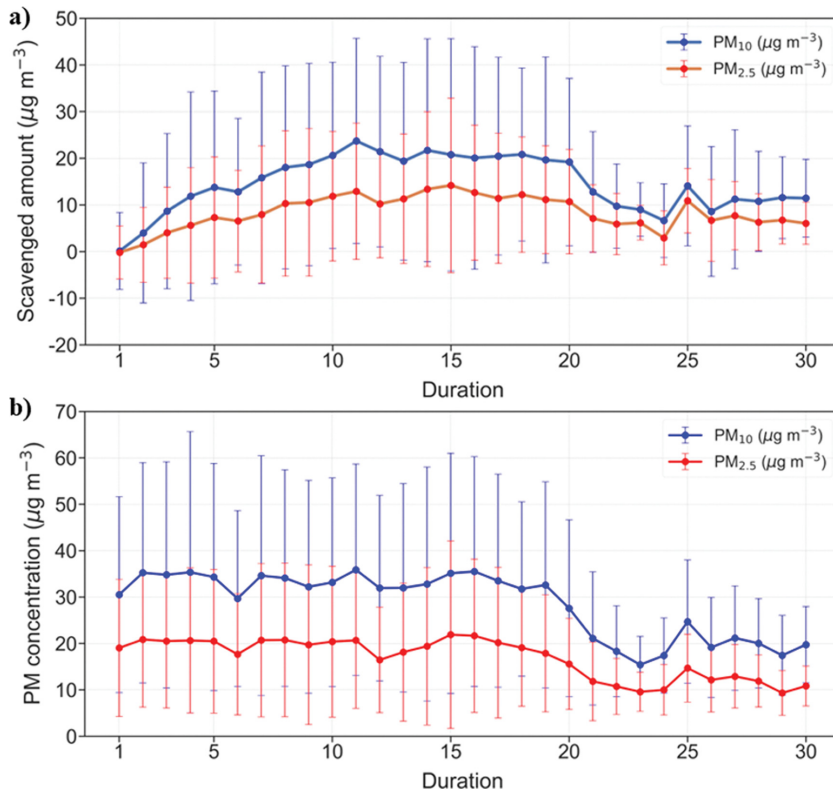 a)
50
40
30
20
10
0
-10
-20
Scavenged amount (μg m⁻³)
PM₁₀ (μg m⁻³)
PM₂.₅ (μg m⁻³)
1 5 10 15 20 25 30
Duration
b)
70
60
50
40
30
20
10
0
PM concentration (μg m⁻³)
PM₁₀ (μg m⁻³)
PM₂.₅ (μg m⁻³)
1 5 10 15 20 25 30
Duration